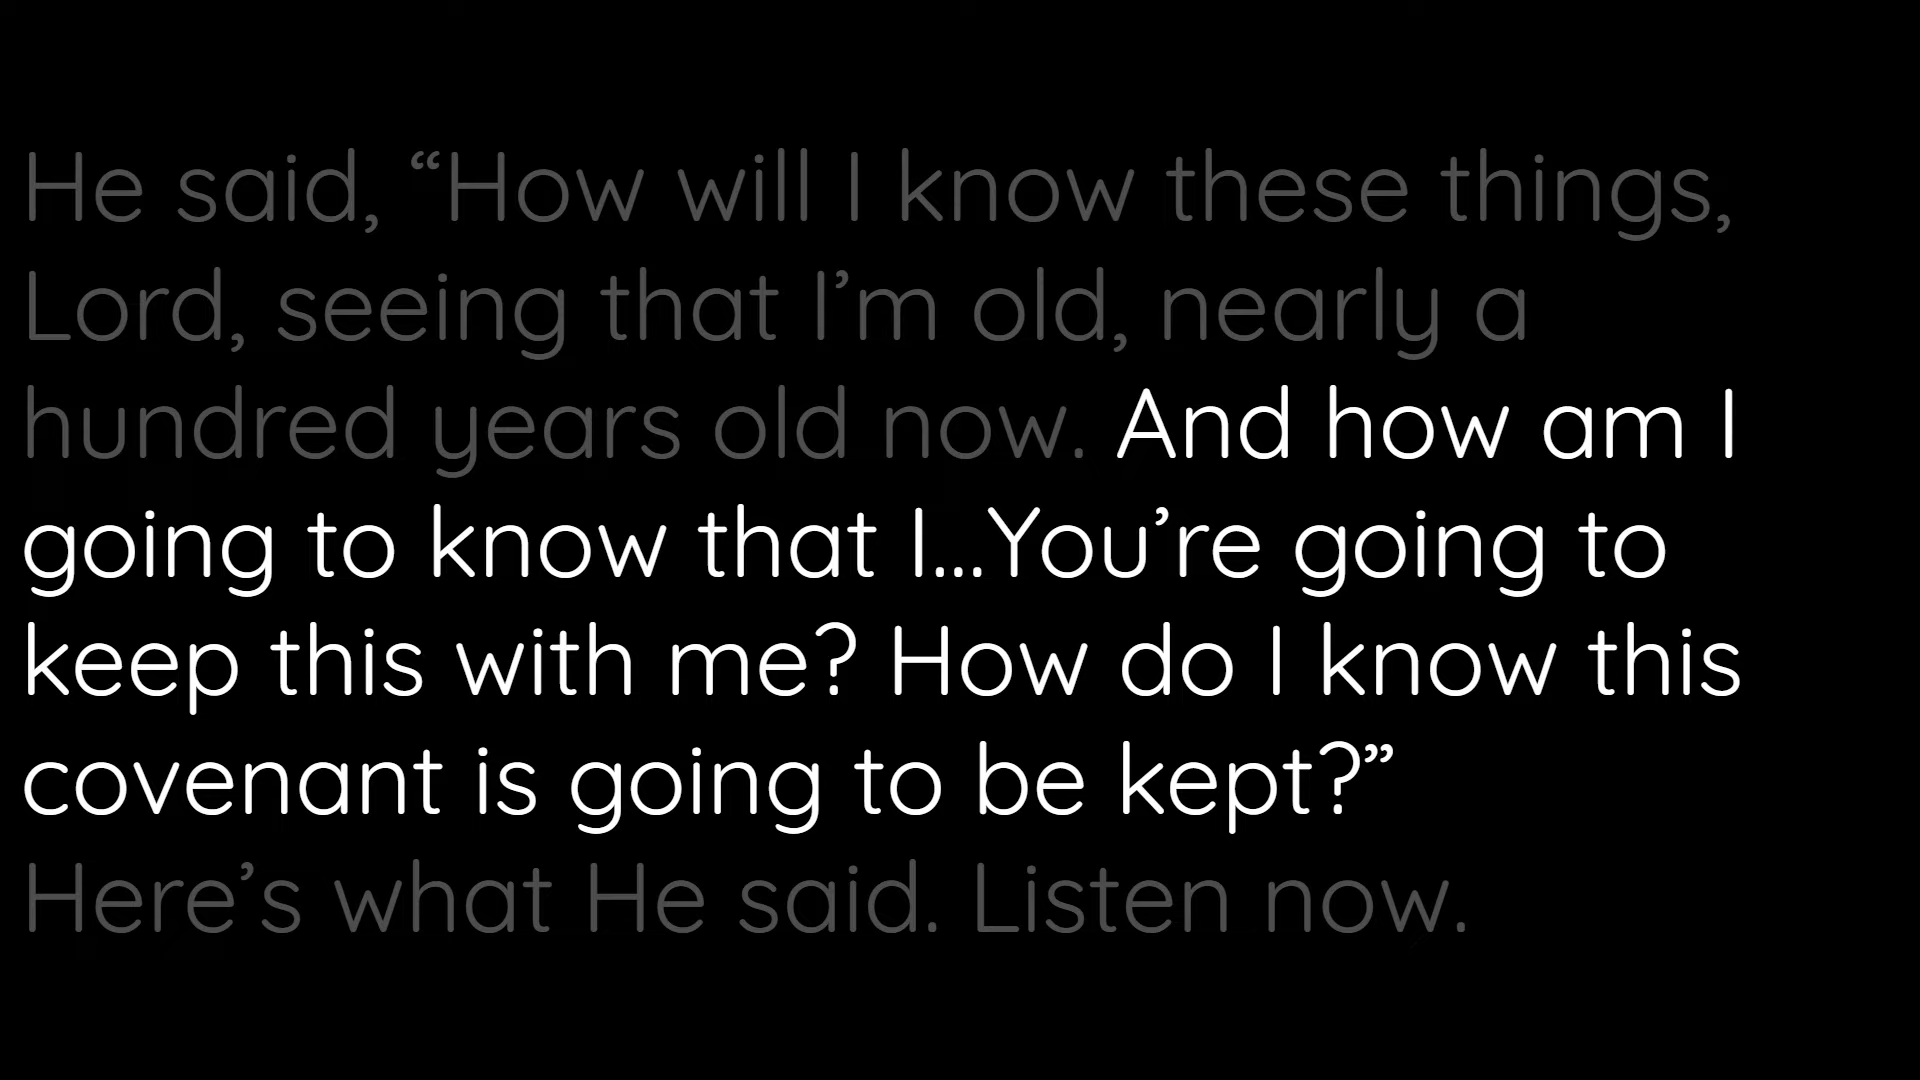 He said, “How will I know these things,
Lord, seeing that I’m old, nearly a
hundred years old now. And how am I
going to know that I...You’re going to
keep this with me? How do I know this
covenant is going to be kept?”
Here’s what He said. Listen now.